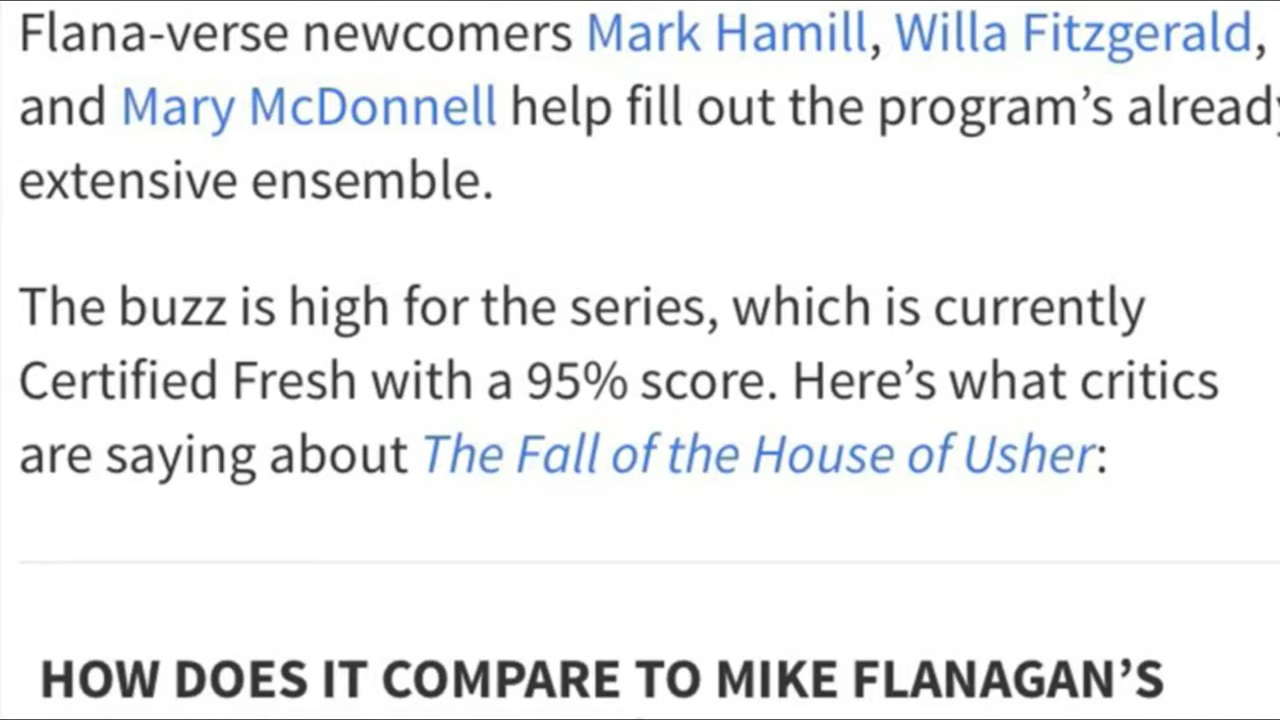 Flana-verse newcomers Mark Hamill, Willa Fitzgerald,
and Mary McDonnell help fill out the program’s already
extensive ensemble.
The buzz is high for the series, which is currently
Certified Fresh with a 95% score. Here’s what critics
are saying about The Fall of the House of Usher:
HOW DOES IT COMPARE TO MIKE FLANAGAN’S